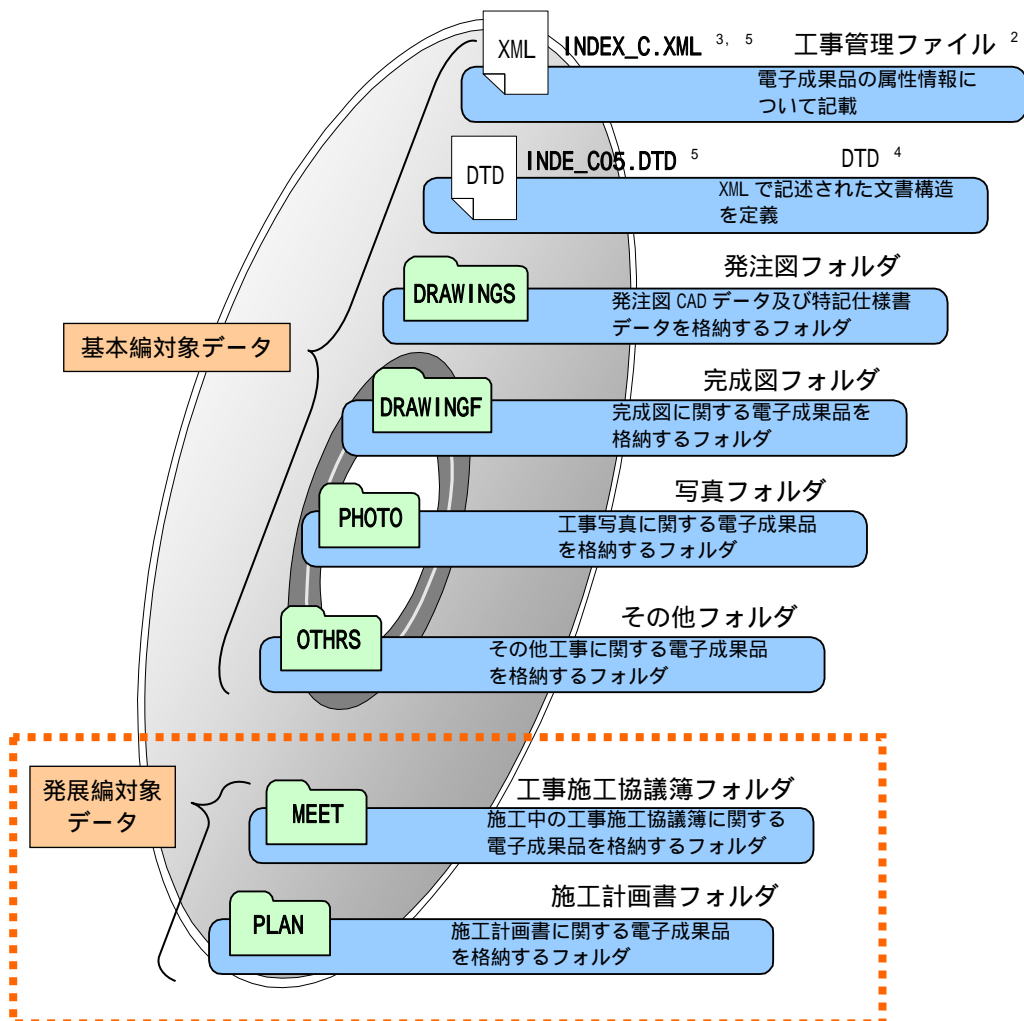 XML
INDEX_C.XML 3, 5 工事管理ファイル 2
電子成果品の属性情報に
ついて記載
DTD
INDE_C05.DTD 5 DTD 4
XMLで記述された文書構造
を定義
発注図フォルダ
DRAWINGS
発注図 CAD データ及び特記仕様書
データを格納するフォルダ
基本編対象データ
完成図フォルダ
DRAWINGF
完成図に関する電子成果品を
格納するフォルダ
写真フォルダ
PHOTO
工事写真に関する電子成果品
を格納するフォルダ
その他フォルダ
OTHRS
その他工事に関する電子成果品
を格納するフォルダ
発展編対象
データ
工事施工協議簿フォルダ
MEET
施工中の工事施工協議簿に関する
電子成果品を格納するフォルダ
施工計画書フォルダ
PLAN
施工計画書に関する電子成果品
を格納するフォルダ